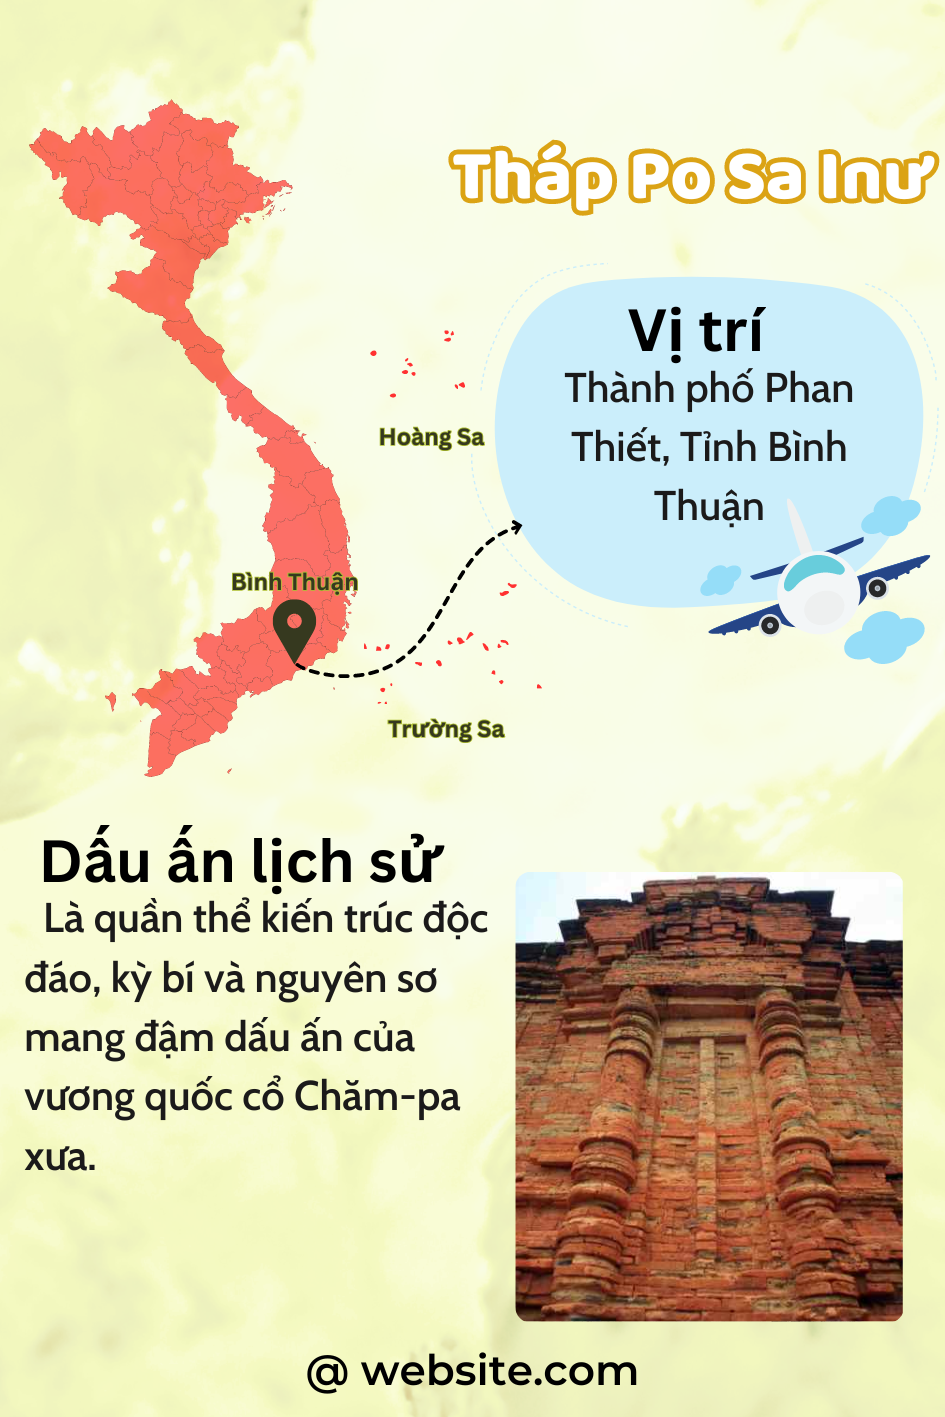 Tháp Po Sa Inư
Vị trí
Thành phố Phan
Thiết, Tỉnh Bình
Thuận
Hoàng Sa
Bình Thuận
Trường Sa
Dấu ấn lịch sử
Là quần thể kiến trúc độc
đáo, kỳ bí và nguyên sơ
mang đậm dấu ấn của
vương quốc cổ Chăm-pa
xưa.
@ website.com